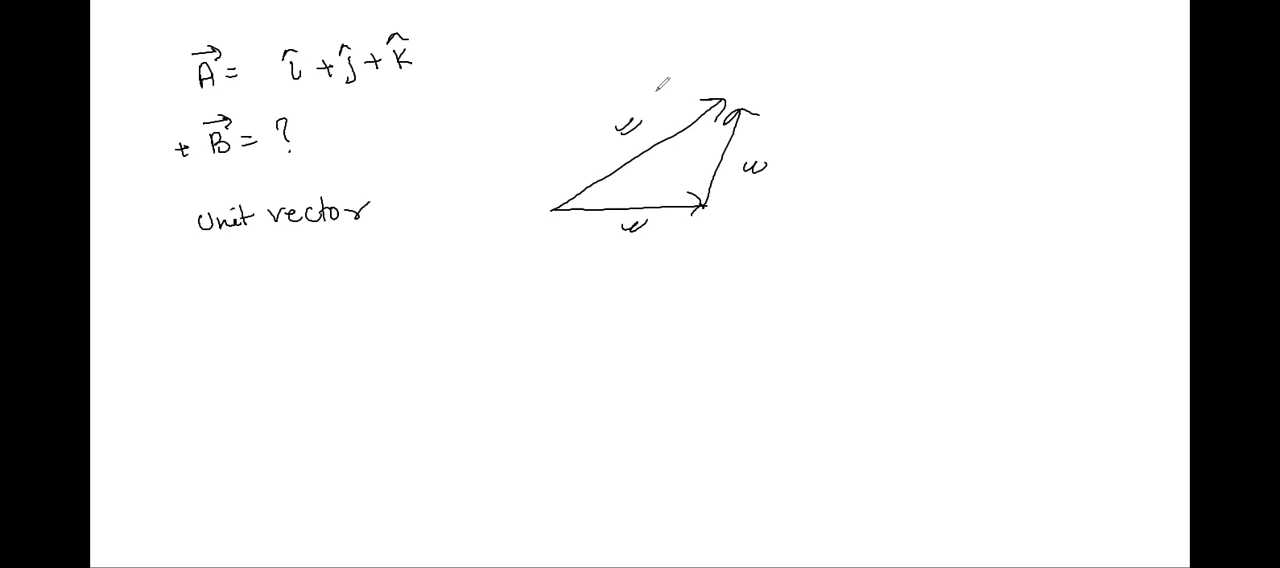 A⃗ = î + ĵ + k̂
+ B⃗ = ?
Unit vector